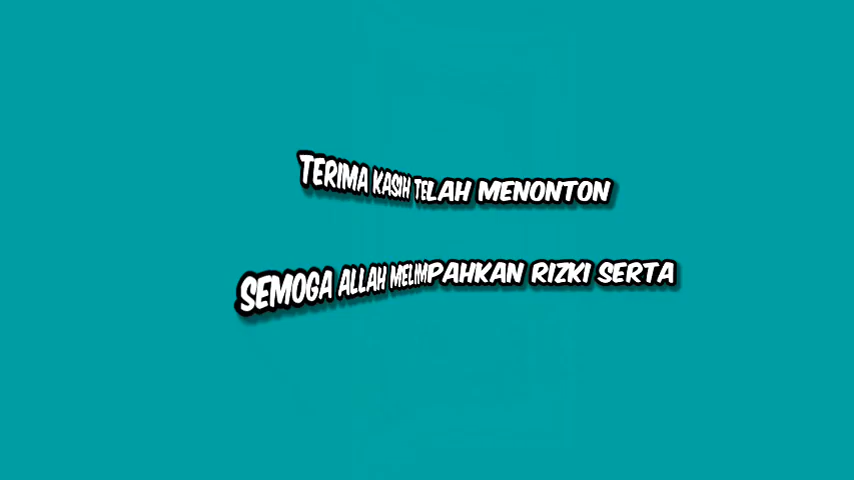 TERIMA KASIH TELAH MENONTON
SEMOGA ALLAH MELIMPAHKAN RIZKI SERTA